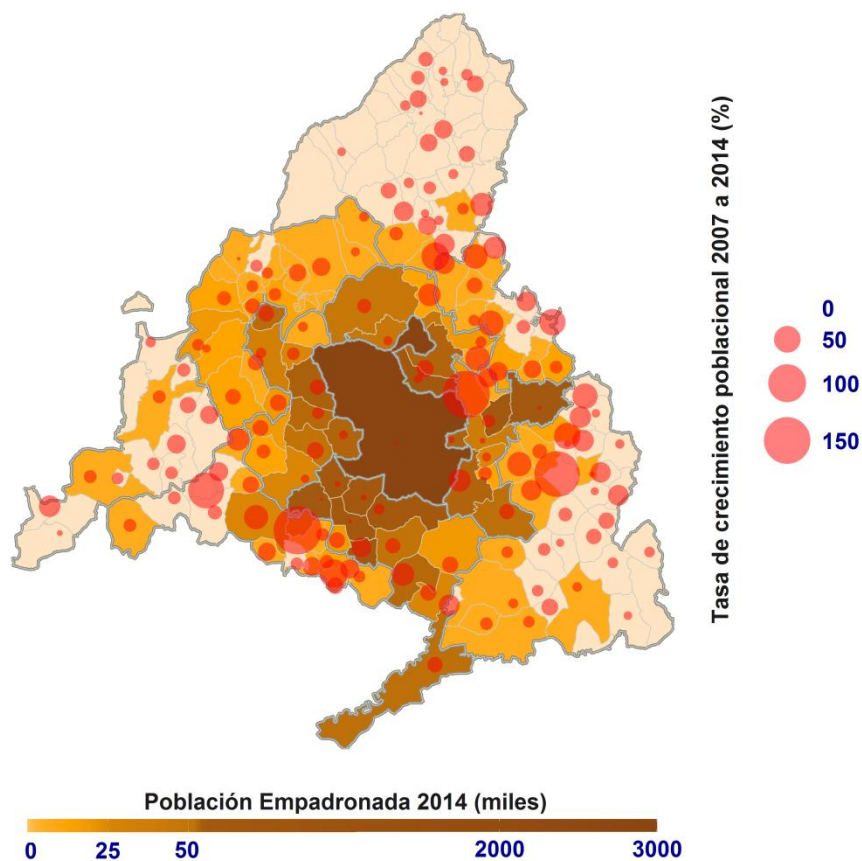 Tasa de crecimiento poblacional 2007 a 2014 (%)
0
50
100
150
Población Empadronada 2014 (miles)
0 25 50 2000 3000